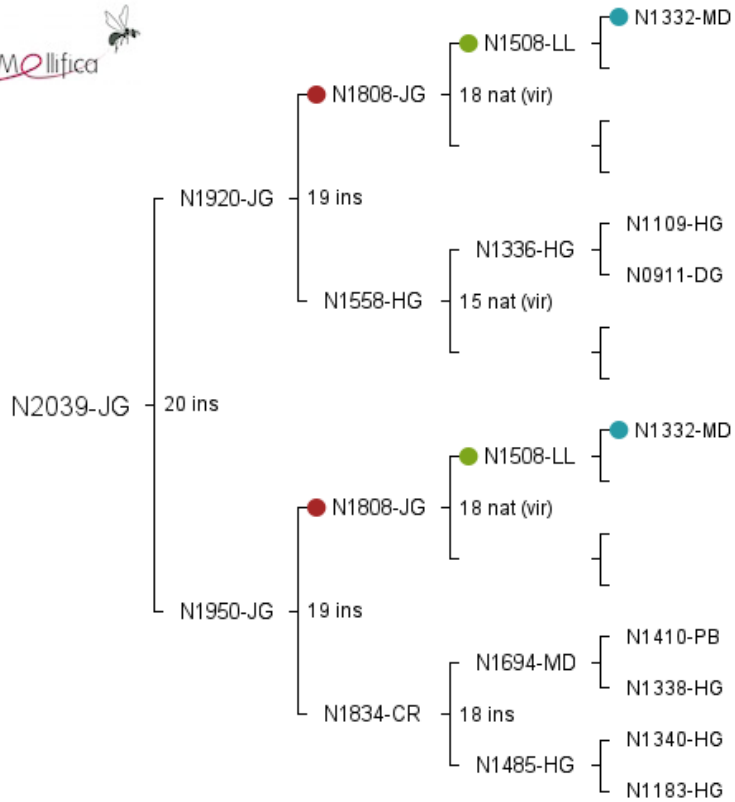 Mellifica
N1332-MD
N1508-LL
N1808-JG
18 nat (vir)
N1920-JG
19 ins
N1109-HG
N1336-HG
N0911-DG
N1558-HG
15 nat (vir)
N2039-JG
20 ins
N1332-MD
N1508-LL
N1808-JG
18 nat (vir)
N1950-JG
19 ins
N1410-PB
N1694-MD
N1338-HG
N1834-CR
18 ins
N1340-HG
N1485-HG
N1183-HG